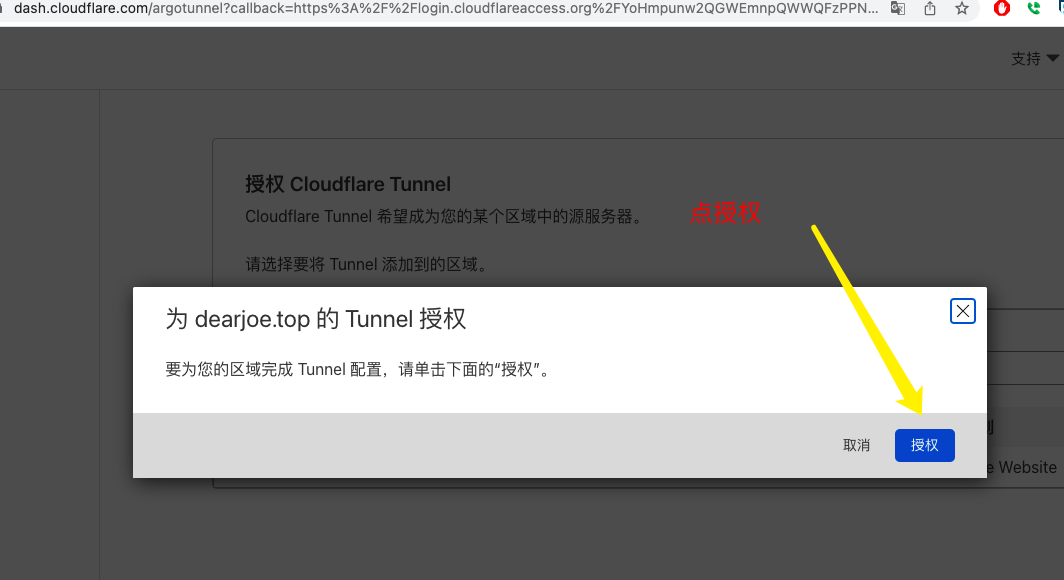 dash.cloudflare.com/argotunnel?callback=https%3A%2F%2Flogin.cloudflareaccess.org%2FYoHmpunw2QGWEmnpQWWQFzPPN...
支持
授权 Cloudflare Tunnel
Cloudflare Tunnel 希望成为您的某个区域中的源服务器。
点授权
请选择要将 Tunnel 添加到的区域。
为 dearjoe.top 的 Tunnel 授权
要为您的区域完成 Tunnel 配置，请单击下面的“授权”。
取消
授权
Website